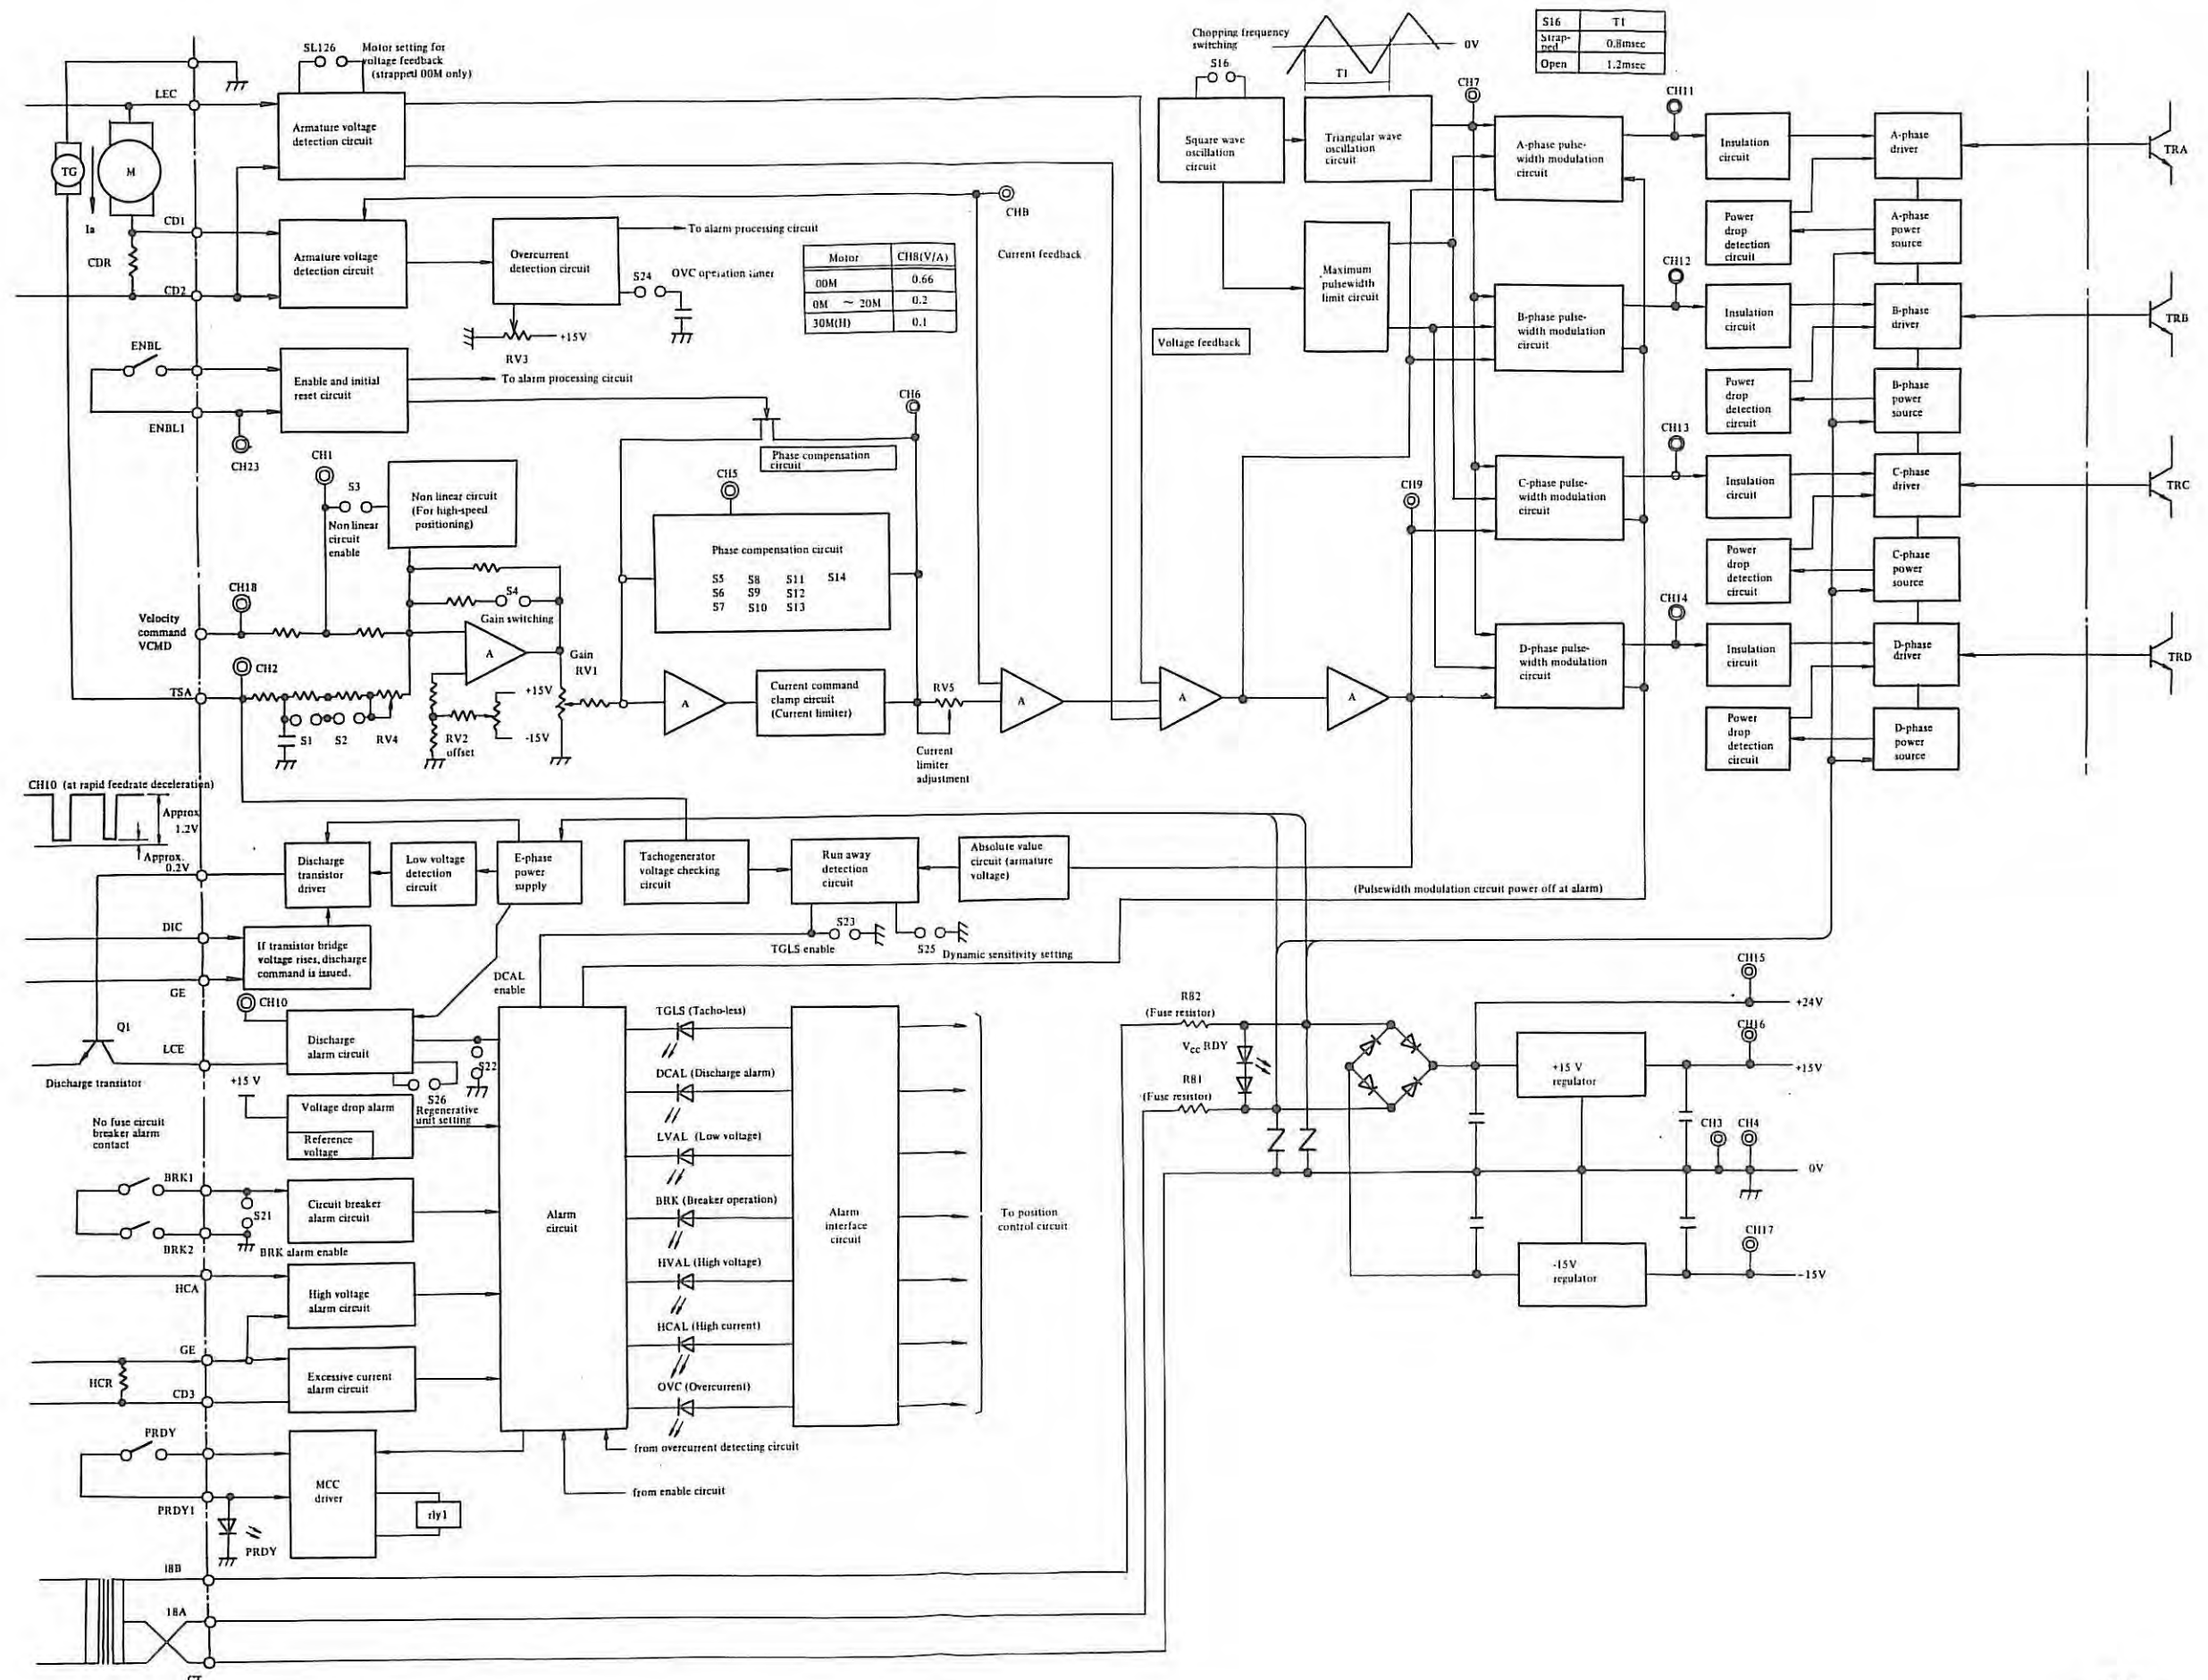 SL126
Motor setting for
voltage feedback
(strapped 00M only)
LEC
Armature voltage
detection circuit
TG
M
Ia
CD1
CDR
CD2
Armature voltage
detection circuit
Overcurrent
detection circuit
To alarm processing circuit
S24
OVC operation timer
RV3
+15V
Motor
CH8(V/A)
00M
0.66
0M ~ 20M
0.2
30M(H)
0.1
CHB
Current feedback
Voltage feedback
ENBL
ENBL1
CH23
Enable and initial
reset circuit
To alarm processing circuit
CH6
Phase compensation
circuit
CH1
S3
Non linear
circuit
enable
Non linear circuit
(For high-speed
positioning)
CH5
Phase compensation circuit
S5 S8 S11 S14
S6 S9 S12
S7 S10 S13
CH18
Velocity
command
VCMD
S4
Gain switching
A
Gain
RV1
CH2
TSA
S1
S2
RV4
RV2
offset
+15V
-15V
A
Current command
clamp circuit
(Current limiter)
RV5
Current
limiter
adjustment
A
A
A
CH9
Chopping frequency
switching
S16
T1
0V
S16
T1
Strap-
ped
0.8msec
Open
1.2msec
Square wave
oscillation
circuit
Triangular wave
oscillation
circuit
Maximum
pulsewidth
limit circuit
CH7
A-phase pulse-
width modulation
circuit
CH11
Insulation
circuit
A-phase
driver
TRA
Power
drop
detection
circuit
A-phase
power
source
B-phase pulse-
width modulation
circuit
CH12
Insulation
circuit
B-phase
driver
TRB
Power
drop
detection
circuit
B-phase
power
source
C-phase pulse-
width modulation
circuit
CH13
Insulation
circuit
C-phase
driver
TRC
Power
drop
detection
circuit
C-phase
power
source
D-phase pulse-
width modulation
circuit
CH14
Insulation
circuit
D-phase
driver
TRD
Power
drop
detection
circuit
D-phase
power
source
CH10 (at rapid feedrate deceleration)
Approx
1.2V
Approx.
0.2V
Discharge
transistor
driver
Low voltage
detection
circuit
E-phase
power
supply
Tachogenerator
voltage checking
circuit
Run away
detection
circuit
Absolute value
circuit (armature
voltage)
(Pulsewidth modulation circuit power off at alarm)
S23
TGLS enable
S25
Dynamic sensitivity setting
DIC
GE
If transistor bridge
voltage rises, discharge
command is issued.
DCAL
enable
CH10
Q1
LCE
Discharge transistor
Discharge
alarm circuit
S22
S26
Regenerative
unit setting
+15 V
Voltage drop alarm
Reference
voltage
No fuse circuit
breaker alarm
contact
BRK1
BRK2
S21
BRK alarm enable
Circuit breaker
alarm circuit
HCA
High voltage
alarm circuit
GE
HCR
CD3
Excessive current
alarm circuit
PRDY
PRDY1
PRDY
MCC
driver
rly1
Alarm
circuit
TGLS (Tacho-less)
DCAL (Discharge alarm)
LVAL (Low voltage)
BRK (Breaker operation)
HVAL (High voltage)
HCAL (High current)
OVC (Overcurrent)
Alarm
interface
circuit
To position
control circuit
from overcurrent detecting circuit
from enable circuit
18B
18A
R82
(Fuse resistor)
Vcc RDY
R81
(Fuse resistor)
CH15
+24V
CH16
+15 V
regulator
+15V
CH3
CH4
0V
CH17
-15V
regulator
-15V